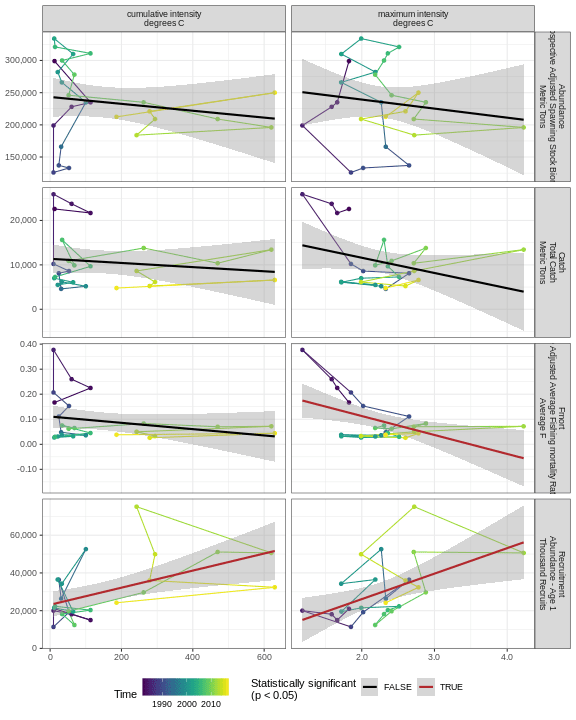 cumulative intensity
degrees C
maximum intensity
degrees C
300,000
250,000
200,000
150,000
Abundance
Adjusted Spawning Stock
Metric Tons
20,000
10,000
0
Catch
Total Catch
Metric Tons
0.40
0.30
0.20
0.10
0.00
-0.10
Fmort
Adjusted Average Fishing mortality
Average F
60,000
40,000
20,000
0
Recruitment
Abundance - Age 1
Thousand Recruits
0
200
400
600
2.0
3.0
4.0
Time
1990
2000
2010
Statistically significant
(p < 0.05)
FALSE
TRUE